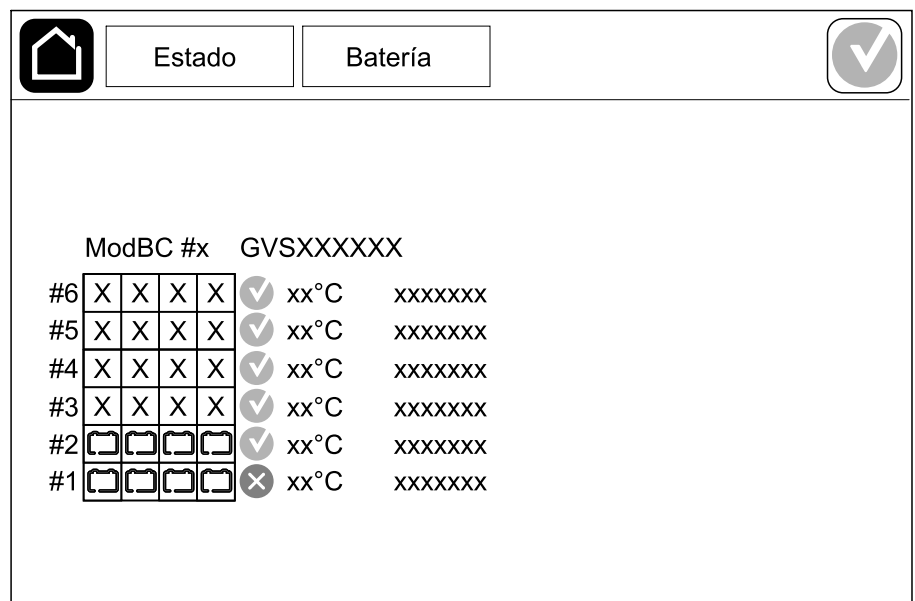 Estado Batería
ModBC #x GVSXXXXXX
#6 X X X X xx°C xxxxxxx
#5 X X X X xx°C xxxxxxx
#4 X X X X xx°C xxxxxxx
#3 X X X X xx°C xxxxxxx
#2 xx°C xxxxxxx
#1 xx°C xxxxxxx